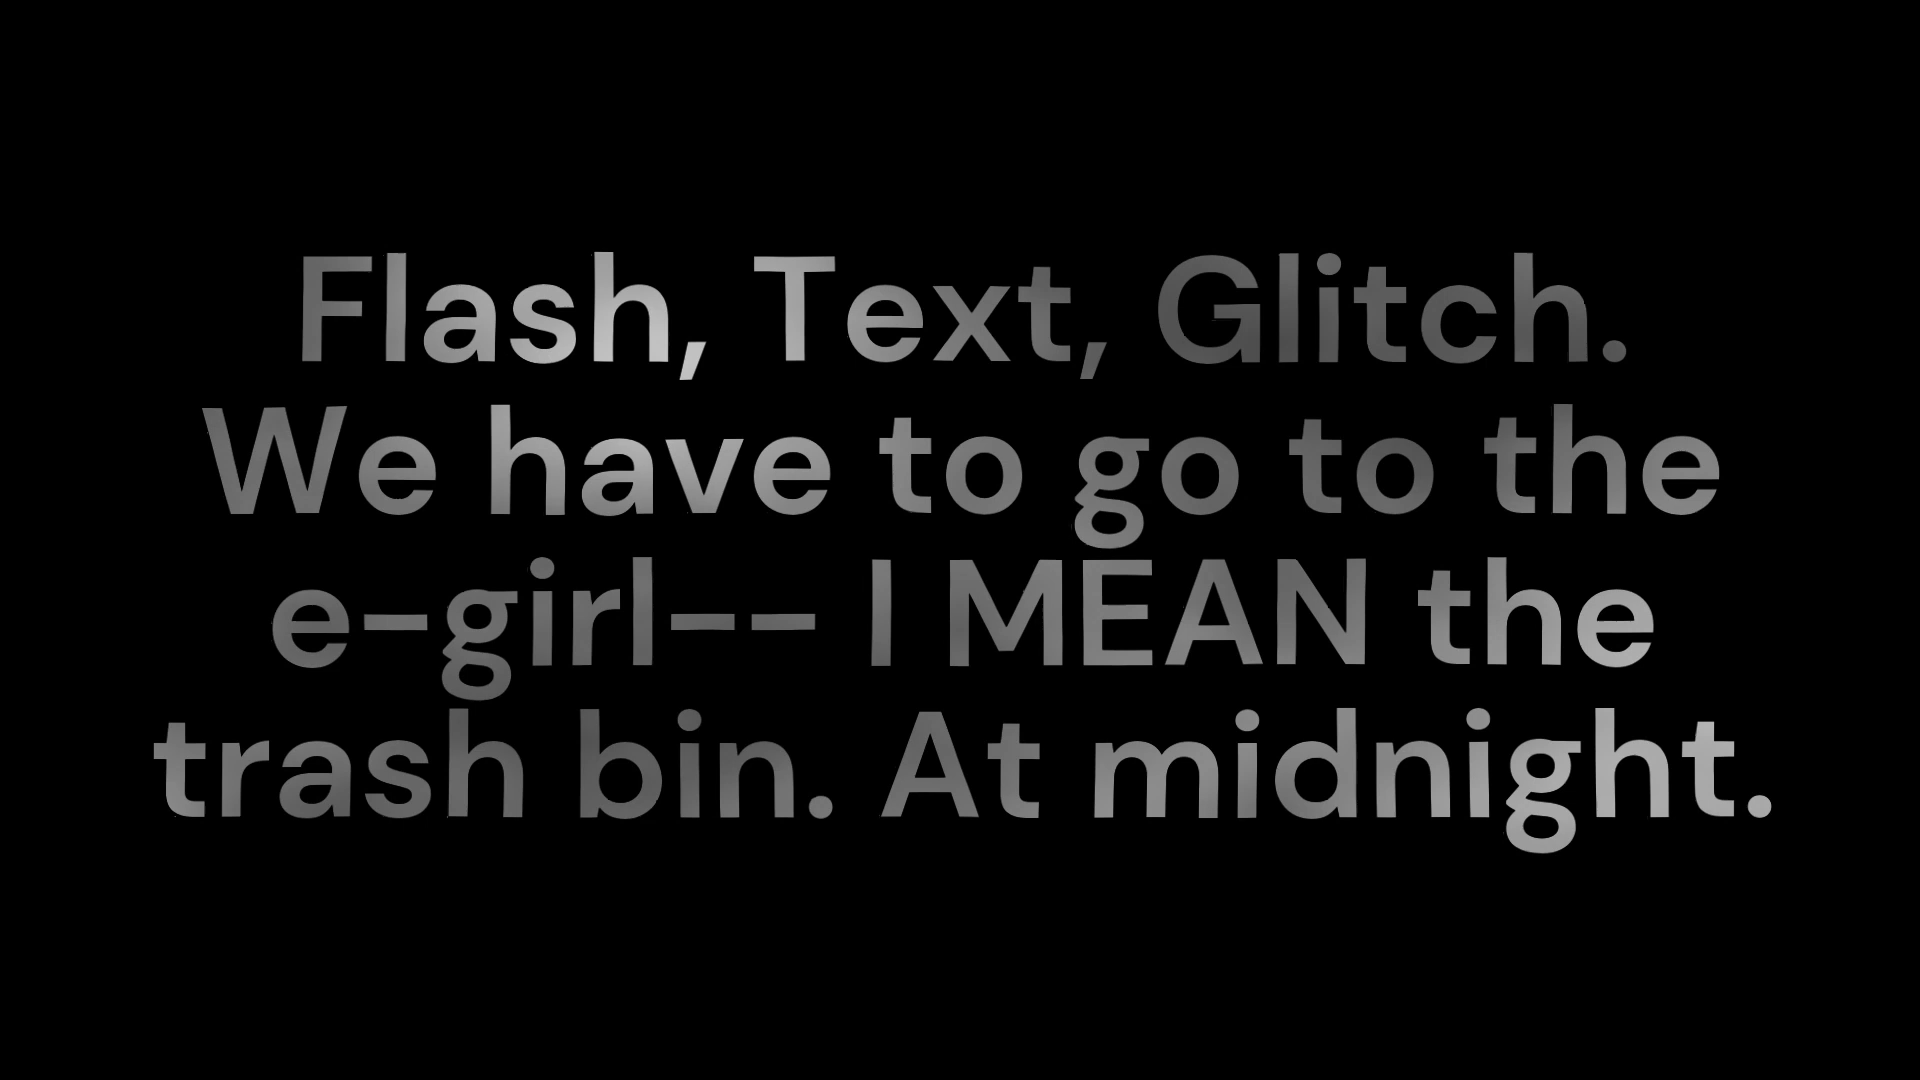 Flash, Text, Glitch.
We have to go to the
e-girl-- I MEAN the
trash bin. At midnight.